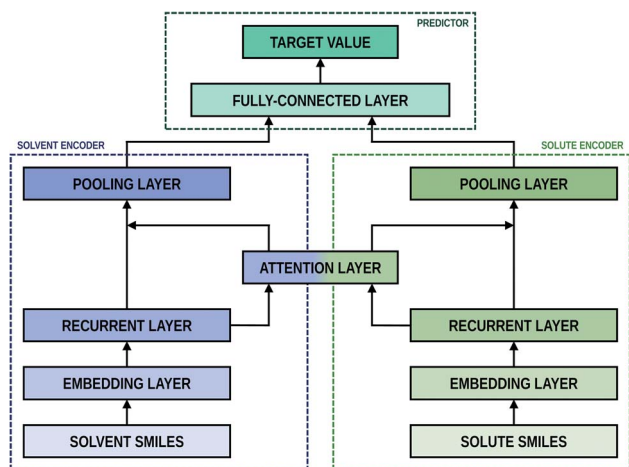 PREDICTOR
TARGET VALUE
FULLY-CONNECTED LAYER
SOLVENT ENCODER
SOLUTE ENCODER
POOLING LAYER
POOLING LAYER
ATTENTION LAYER
RECURRENT LAYER
RECURRENT LAYER
EMBEDDING LAYER
EMBEDDING LAYER
SOLVENT SMILES
SOLUTE SMILES